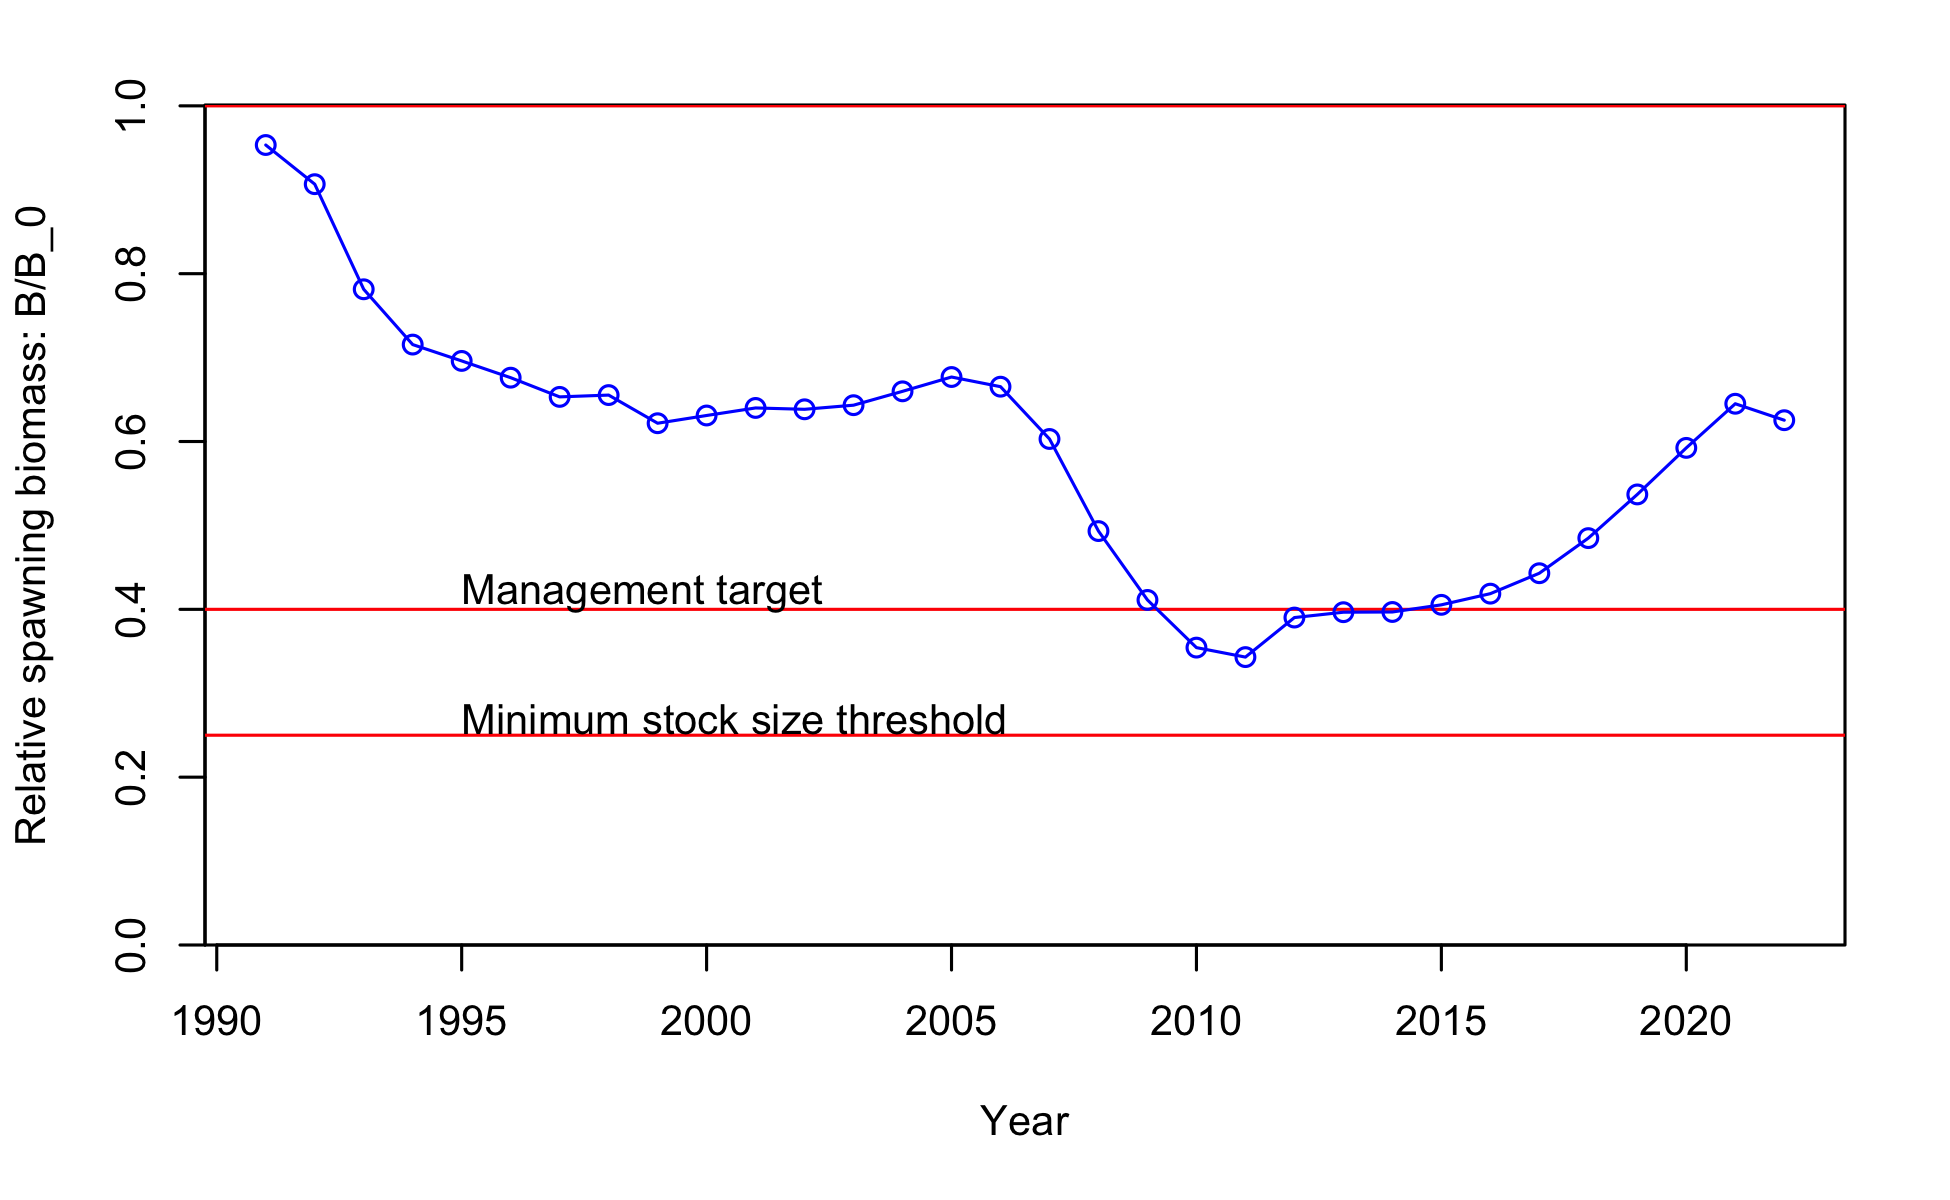 Relative spawning biomass: B/B_0
1.0
0.8
0.6
0.4
0.2
0.0
Management target
Minimum stock size threshold
1990 1995 2000 2005 2010 2015 2020
Year